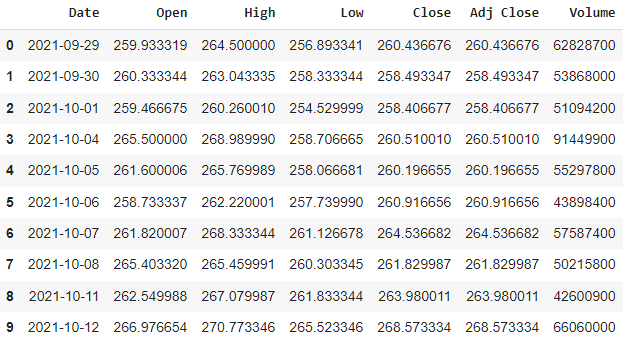 Date Open High Low Close Adj Close Volume
0 2021-09-29 259.933319 264.500000 256.893341 260.436676 260.436676 62828700
1 2021-09-30 260.333344 263.043335 258.333344 258.493347 258.493347 53868000
2 2021-10-01 259.466675 260.260010 254.529999 258.406677 258.406677 51094200
3 2021-10-04 265.500000 268.989990 258.706665 260.510010 260.510010 91449900
4 2021-10-05 261.600006 265.769989 258.066681 260.196655 260.196655 55297800
5 2021-10-06 258.733337 262.220001 257.739990 260.916656 260.916656 43898400
6 2021-10-07 261.820007 268.333344 261.126678 264.536682 264.536682 57587400
7 2021-10-08 265.403320 265.459991 260.303345 261.829987 261.829987 50215800
8 2021-10-11 262.549988 267.079987 261.833344 263.980011 263.980011 42600900
9 2021-10-12 266.976654 270.773346 265.523346 268.573334 268.573334 66060000